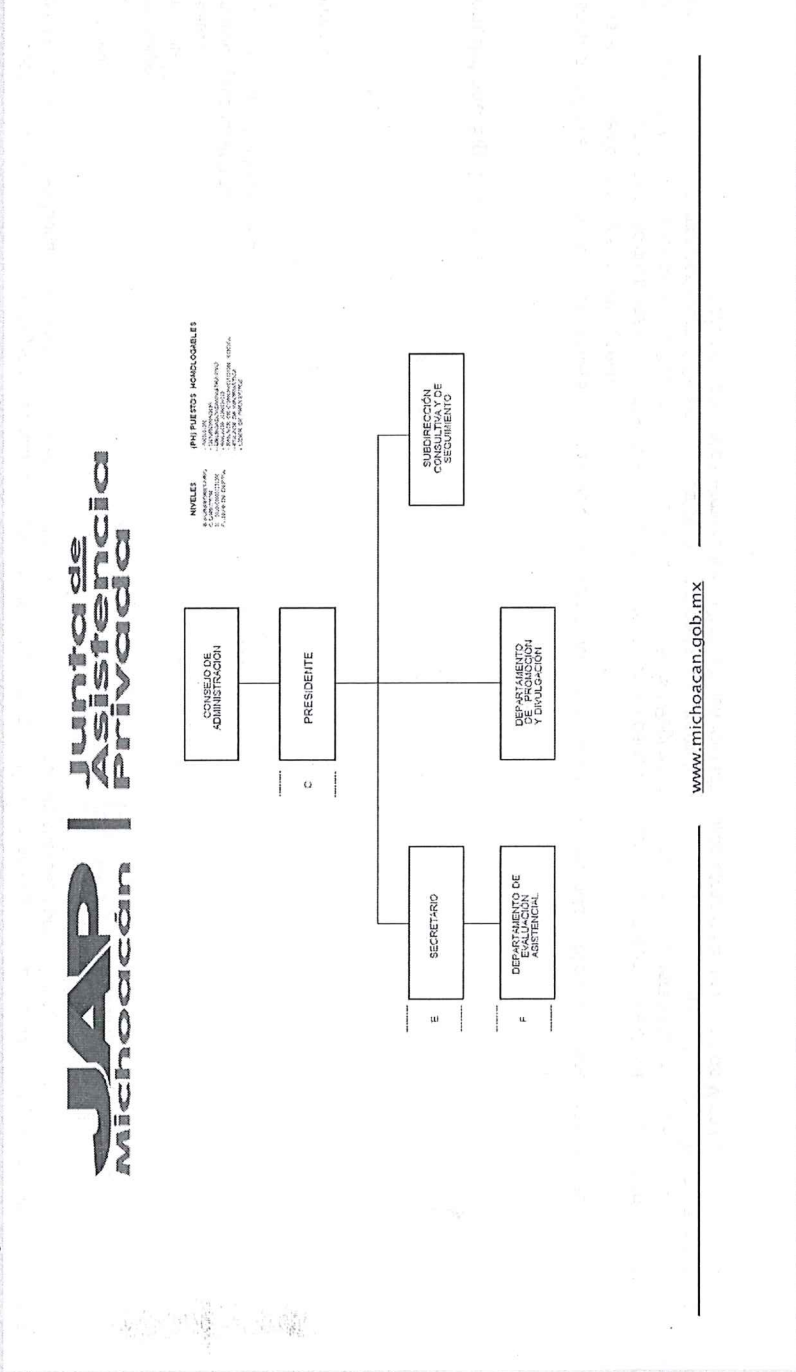 JAP
Michoacán
Junta de
Asistencia
Privada
NIVELES
(PH) PUESTOS HOMOLOGABLES
CONSEJO DE
ADMINISTRACION
C
PRESIDENTE
E
SECRETARIO
SUBDIRECCIÓN
CONSULTIVA Y DE
SEGUIMIENTO
F
DEPARTAMENTO DE
EVALUACIÓN
ASISTENCIAL
DEPARTAMENTO
DE PROMOCIÓN
Y DIVULGACIÓN
www.michoacan.gob.mx